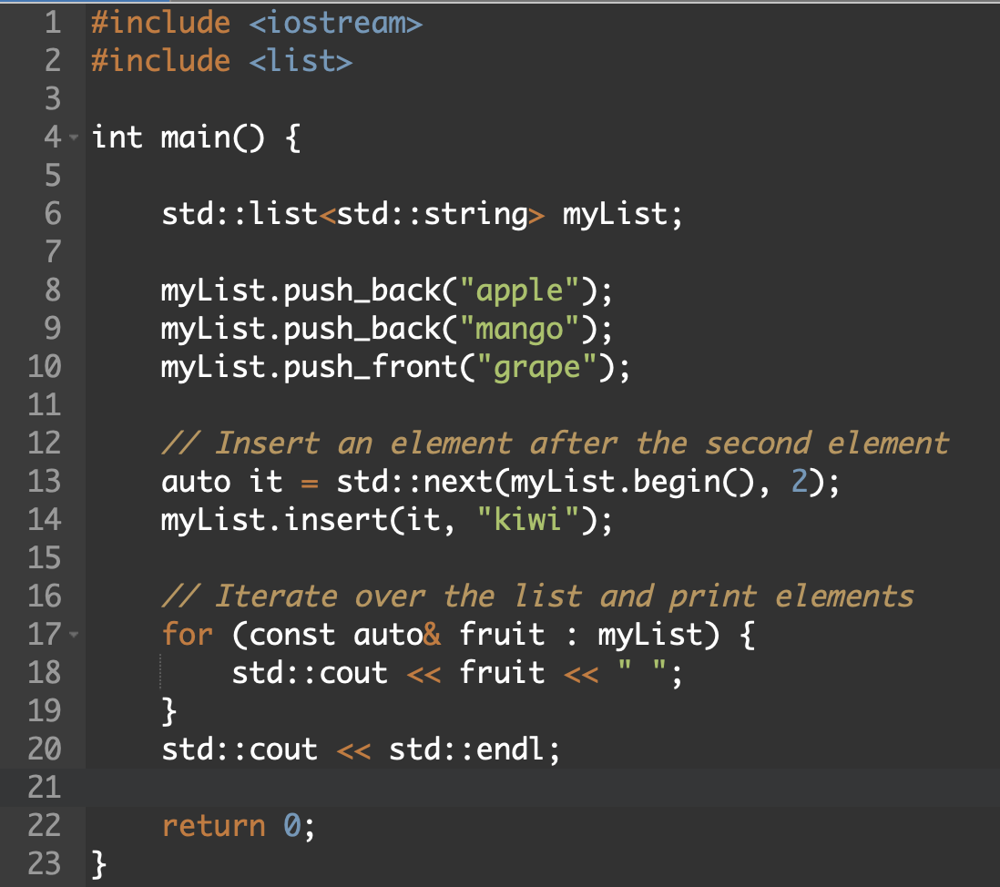 1 #include <iostream>
2 #include <list>
3
4 int main() {
5
6     std::list<std::string> myList;
7
8     myList.push_back("apple");
9     myList.push_back("mango");
10     myList.push_front("grape");
11
12     // Insert an element after the second element
13     auto it = std::next(myList.begin(), 2);
14     myList.insert(it, "kiwi");
15
16     // Iterate over the list and print elements
17     for (const auto& fruit : myList) {
18         std::cout << fruit << " ";
19     }
20     std::cout << std::endl;
21
22     return 0;
23 }